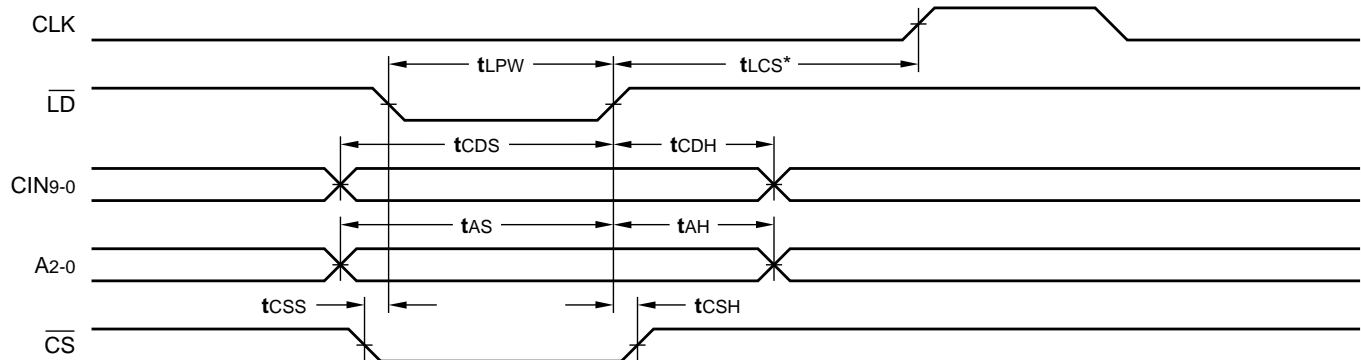 CLK
tLPW tLCS*
LD
tCDS tCDH
CIN9-0
tAS tAH
A2-0
tCSS tCSH
CS